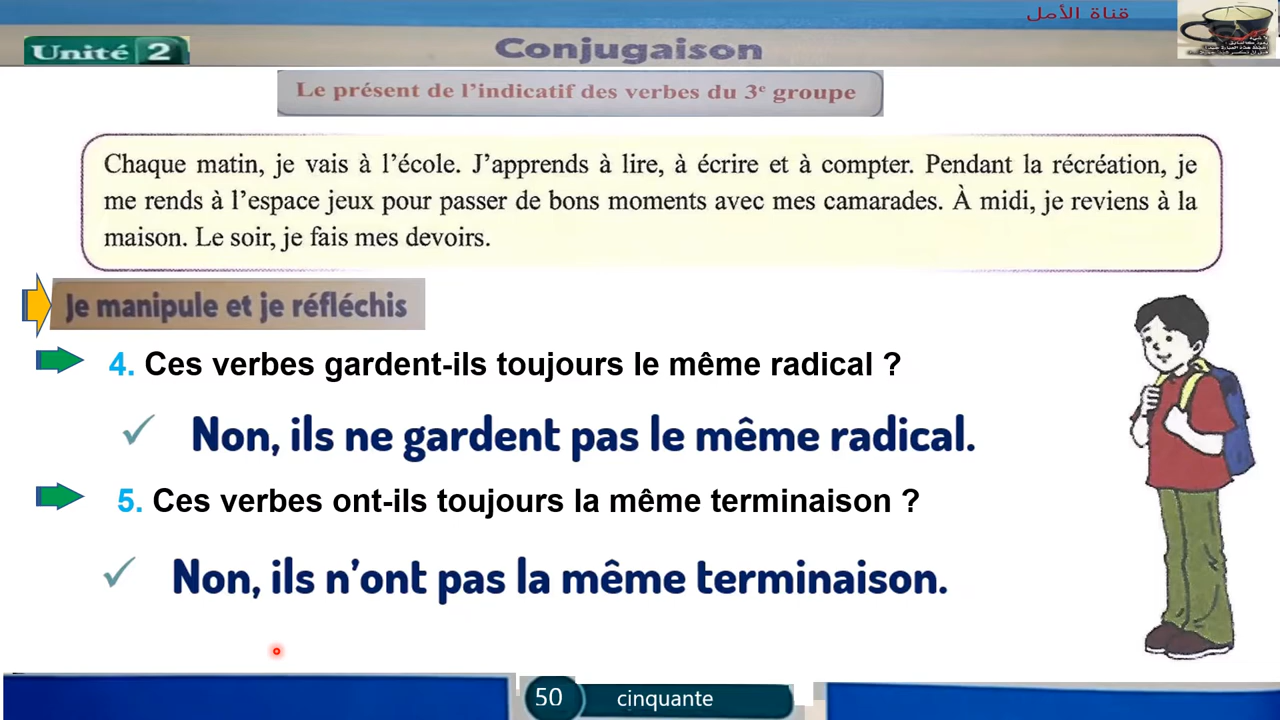 قناة الأمل
Unité 2
Conjugaison
Le présent de l'indicatif des verbes du 3e groupe
Chaque matin, je vais à l'école. J'apprends à lire, à écrire et à compter. Pendant la récréation, je
me rends à l'espace jeux pour passer de bons moments avec mes camarades. À midi, je reviens à la
maison. Le soir, je fais mes devoirs.
Je manipule et je réfléchis
4. Ces verbes gardent-ils toujours le même radical ?
✓ Non, ils ne gardent pas le même radical.
5. Ces verbes ont-ils toujours la même terminaison ?
✓ Non, ils n'ont pas la même terminaison.
50 cinquante